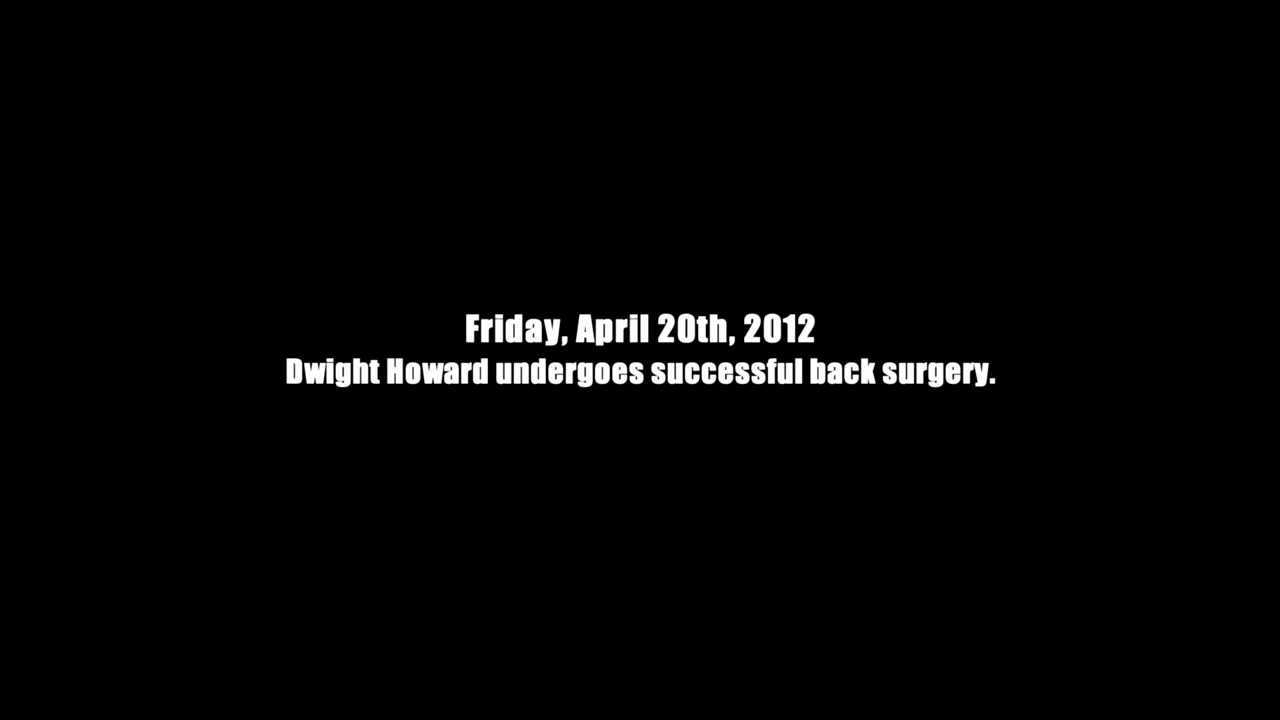 Friday, April 20th, 2012
Dwight Howard undergoes successful back surgery.